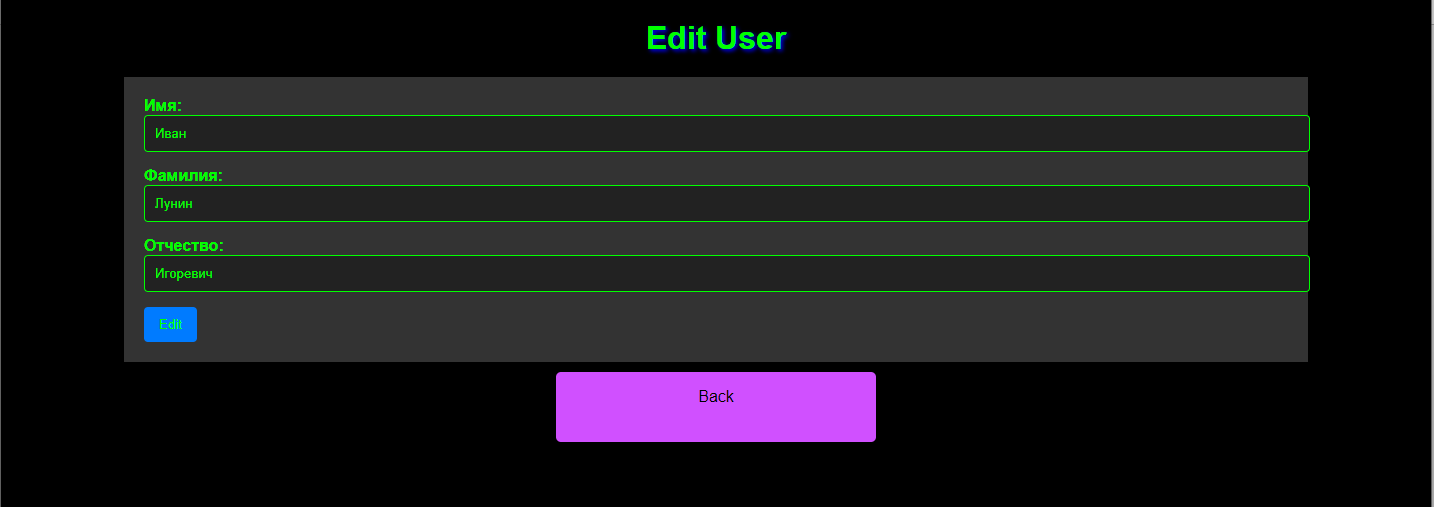 Edit User
Имя:
Иван
Фамилия:
Лунин
Отчество:
Игоревич
Edit
Back